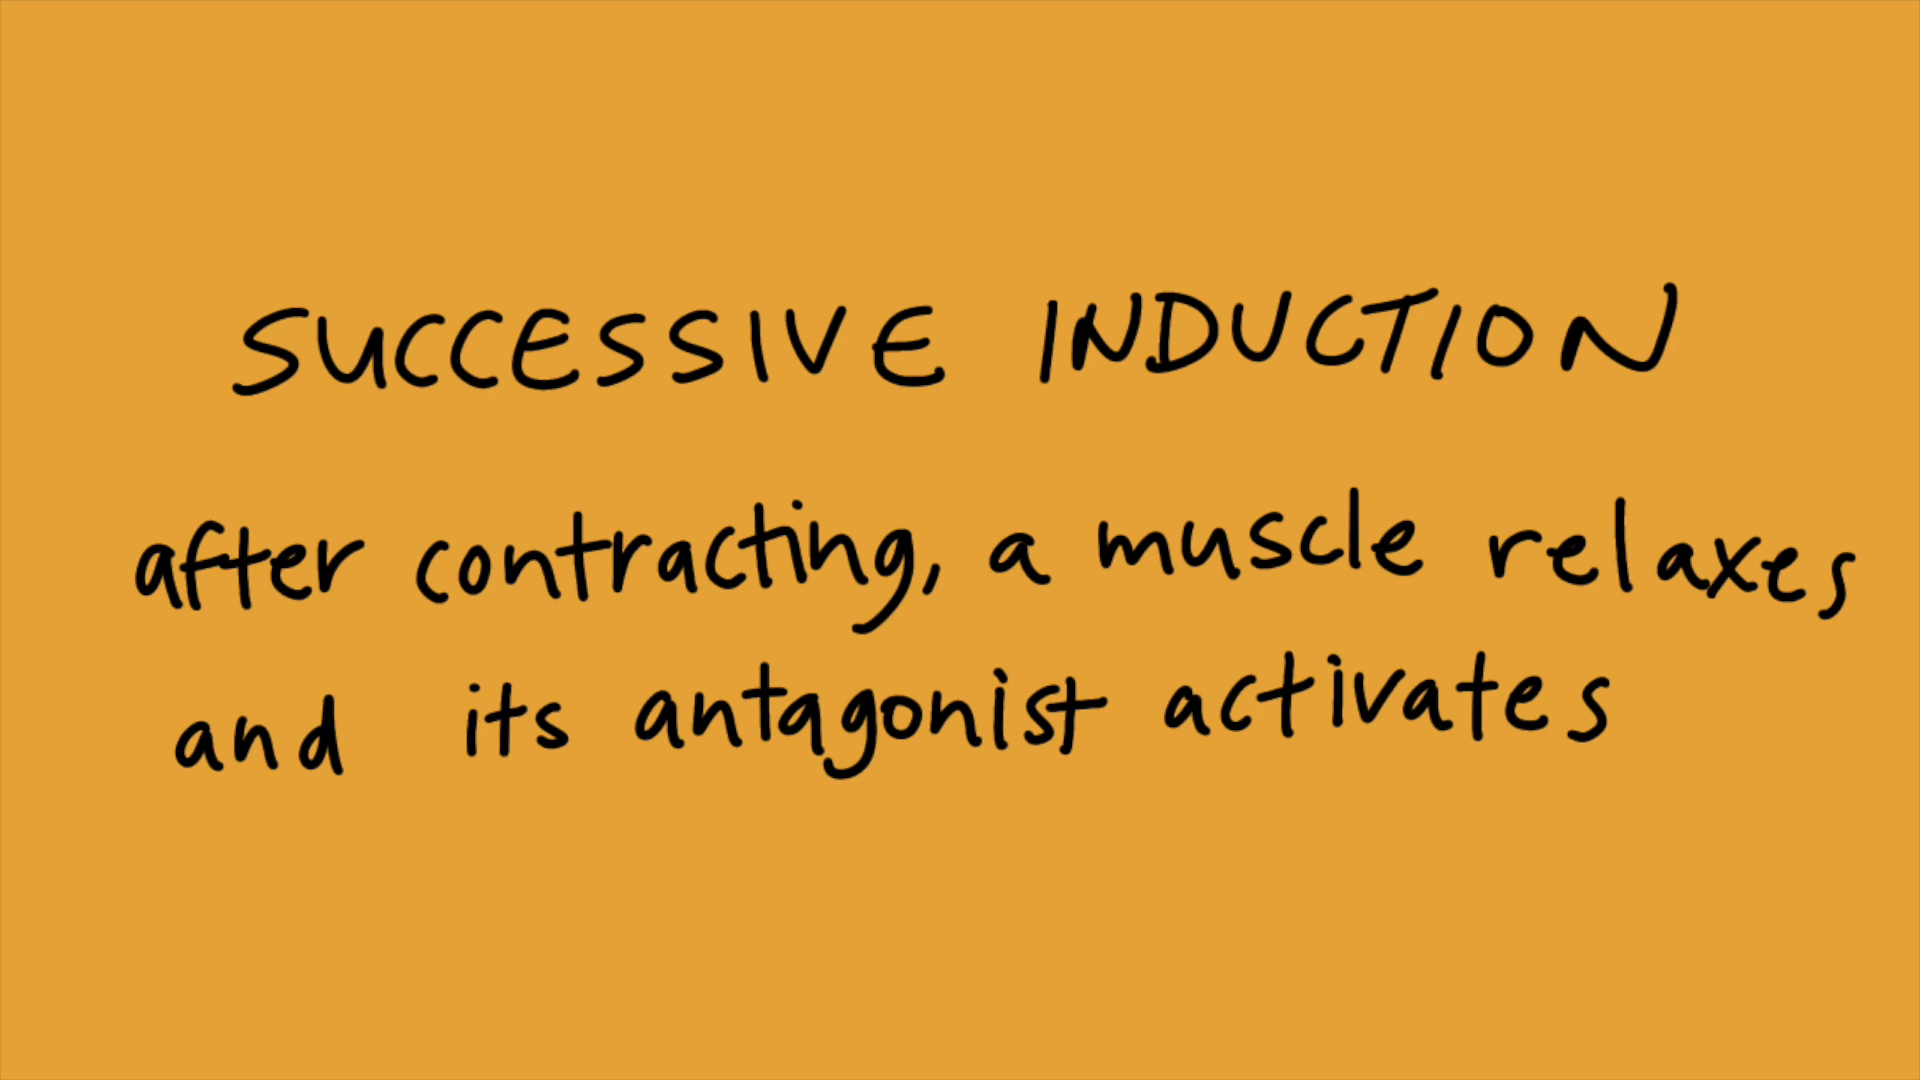 SUCCESSIVE INDUCTION
after contracting, a muscle relaxes
and its antagonist activates